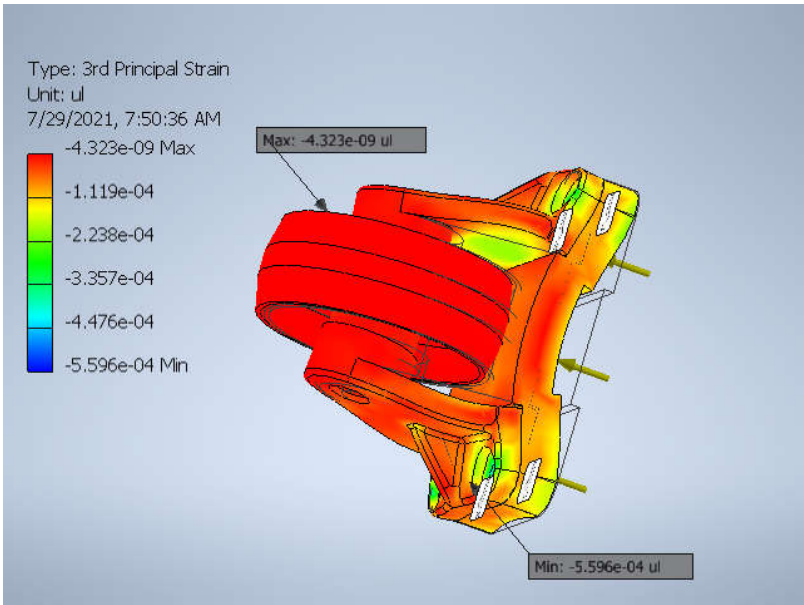 Type: 3rd Principal Strain
Unit: ul
7/29/2021, 7:50:36 AM
-4.323e-09 Max
-1.119e-04
-2.238e-04
-3.357e-04
-4.476e-04
-5.596e-04 Min
Max: -4.323e-09 ul
Min: -5.596e-04 ul